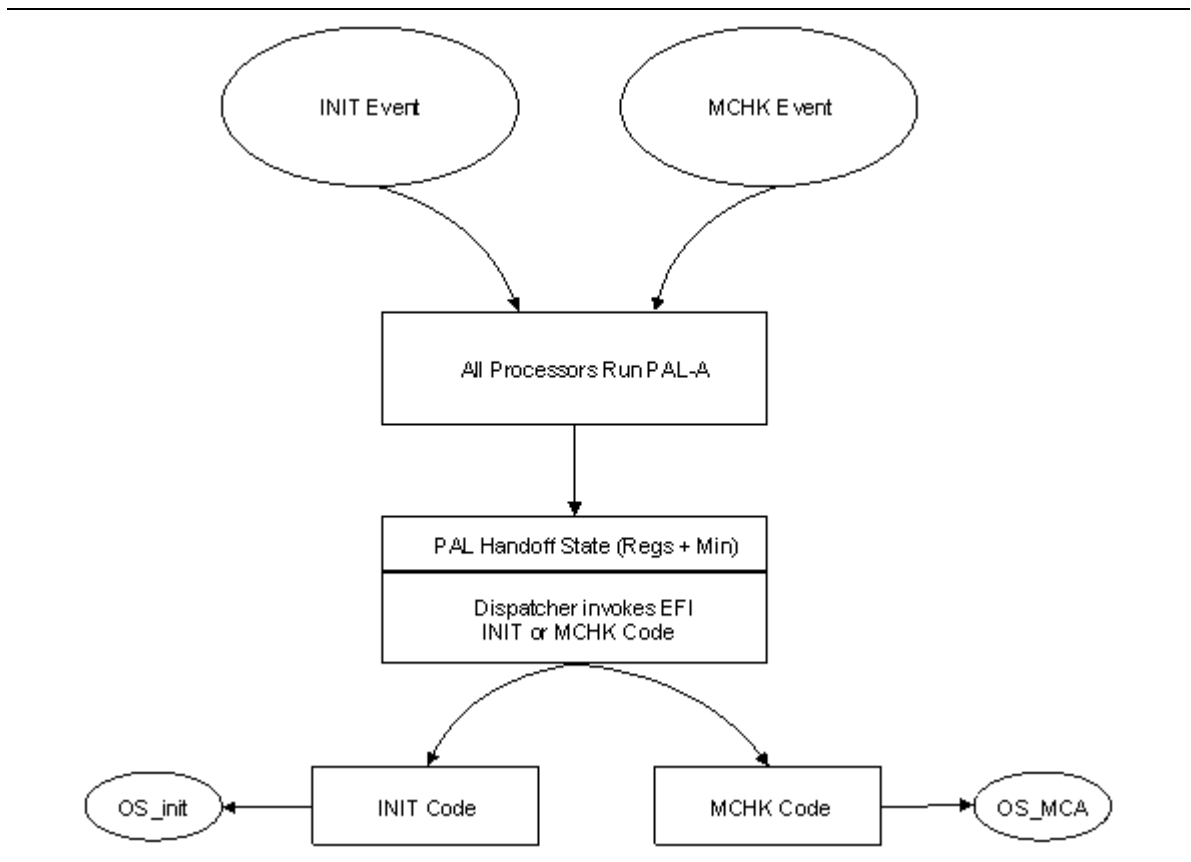 INIT Event
MCHK Event
All Processors Run PAL-A
PAL Handoff State (Regs + Min)
Dispatcher invokes EFI
INIT or MCHK Code
OS_init
INIT Code
MCHK Code
OS_MCA